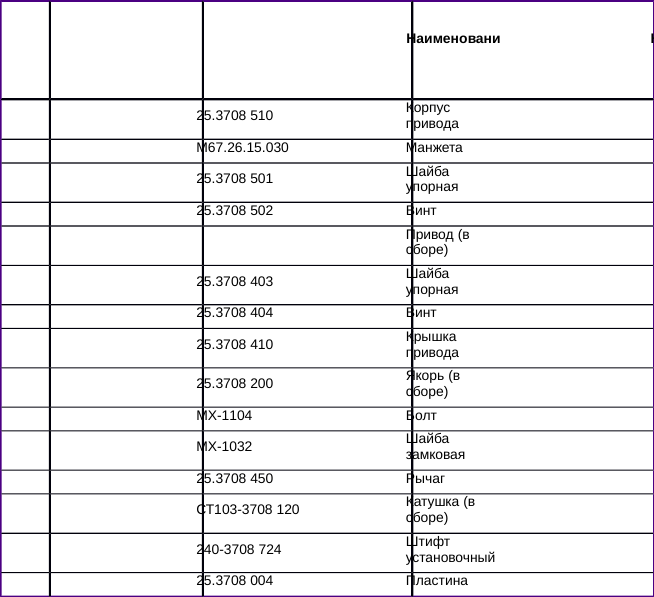 Наименовани
25.3708 510
Корпус
привода
М67.26.15.030
Манжета
25.3708 501
Шайба
упорная
25.3708 502
Винт
Привод (в
сборе)
25.3708 403
Шайба
упорная
25.3708 404
Винт
25.3708 410
Крышка
привода
25.3708 200
Якорь (в
сборе)
МХ-1104
Болт
МХ-1032
Шайба
замковая
25.3708 450
Рычаг
СТ103-3708 120
Катушка (в
сборе)
240-3708 724
Штифт
установочный
25.3708 004
Пластина